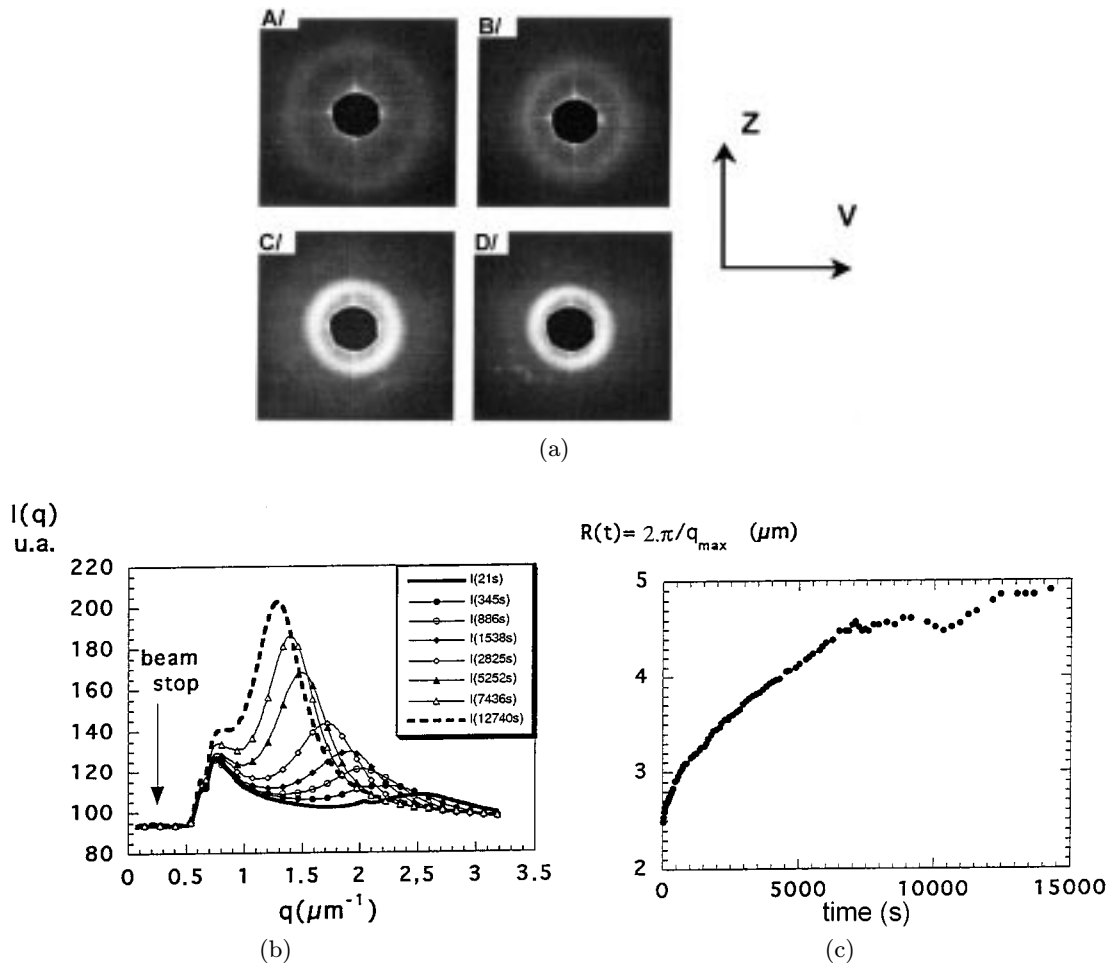 A/
B/
Z
V
C/
D/
(a)
I(q)
u.a.
220
200
180
160
140
120
100
80
beam
stop
I(21s)
I(345s)
I(886s)
I(1538s)
I(2825s)
I(5252s)
I(7436s)
I(12740s)
0
0.5
1
1.5
2
2,5
3
3.5
q(μm⁻¹)
(b)
R(t)= 2.π/q_max (μm)
5
4
3
2
0
5000
10000
15000
time (s)
(c)